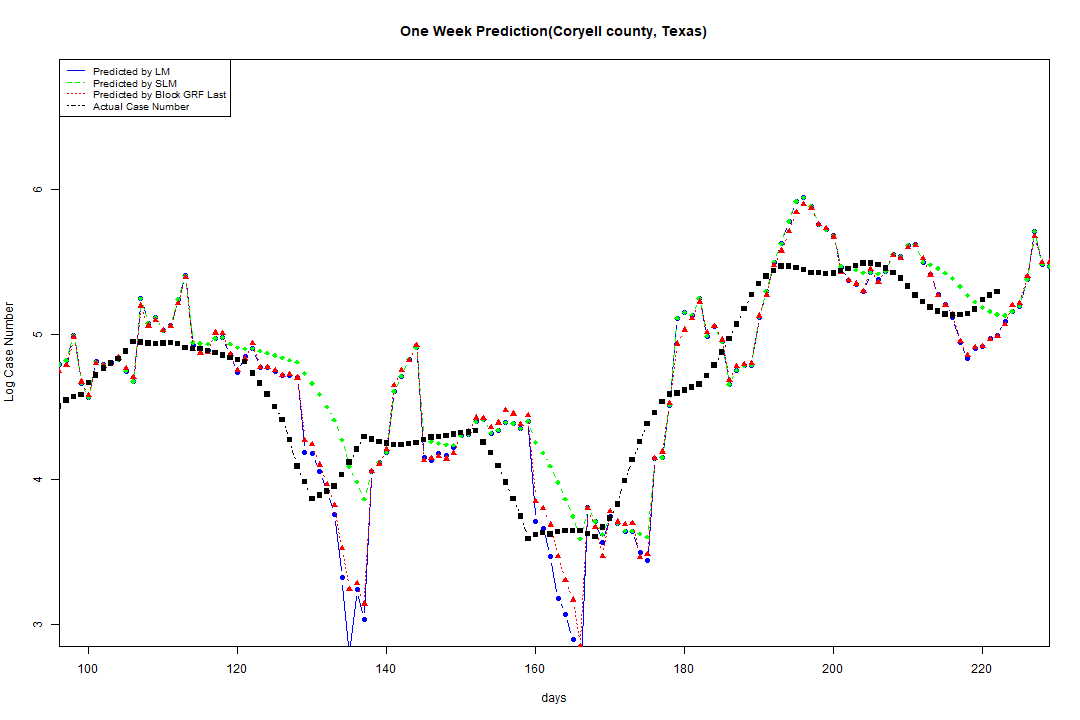 One Week Prediction(Coryell county, Texas)
Predicted by LM
Predicted by SLM
Predicted by Block GRF Last
Actual Case Number
6
5
4
3
Log Case Number
100 120 140 160 180 200 220
days